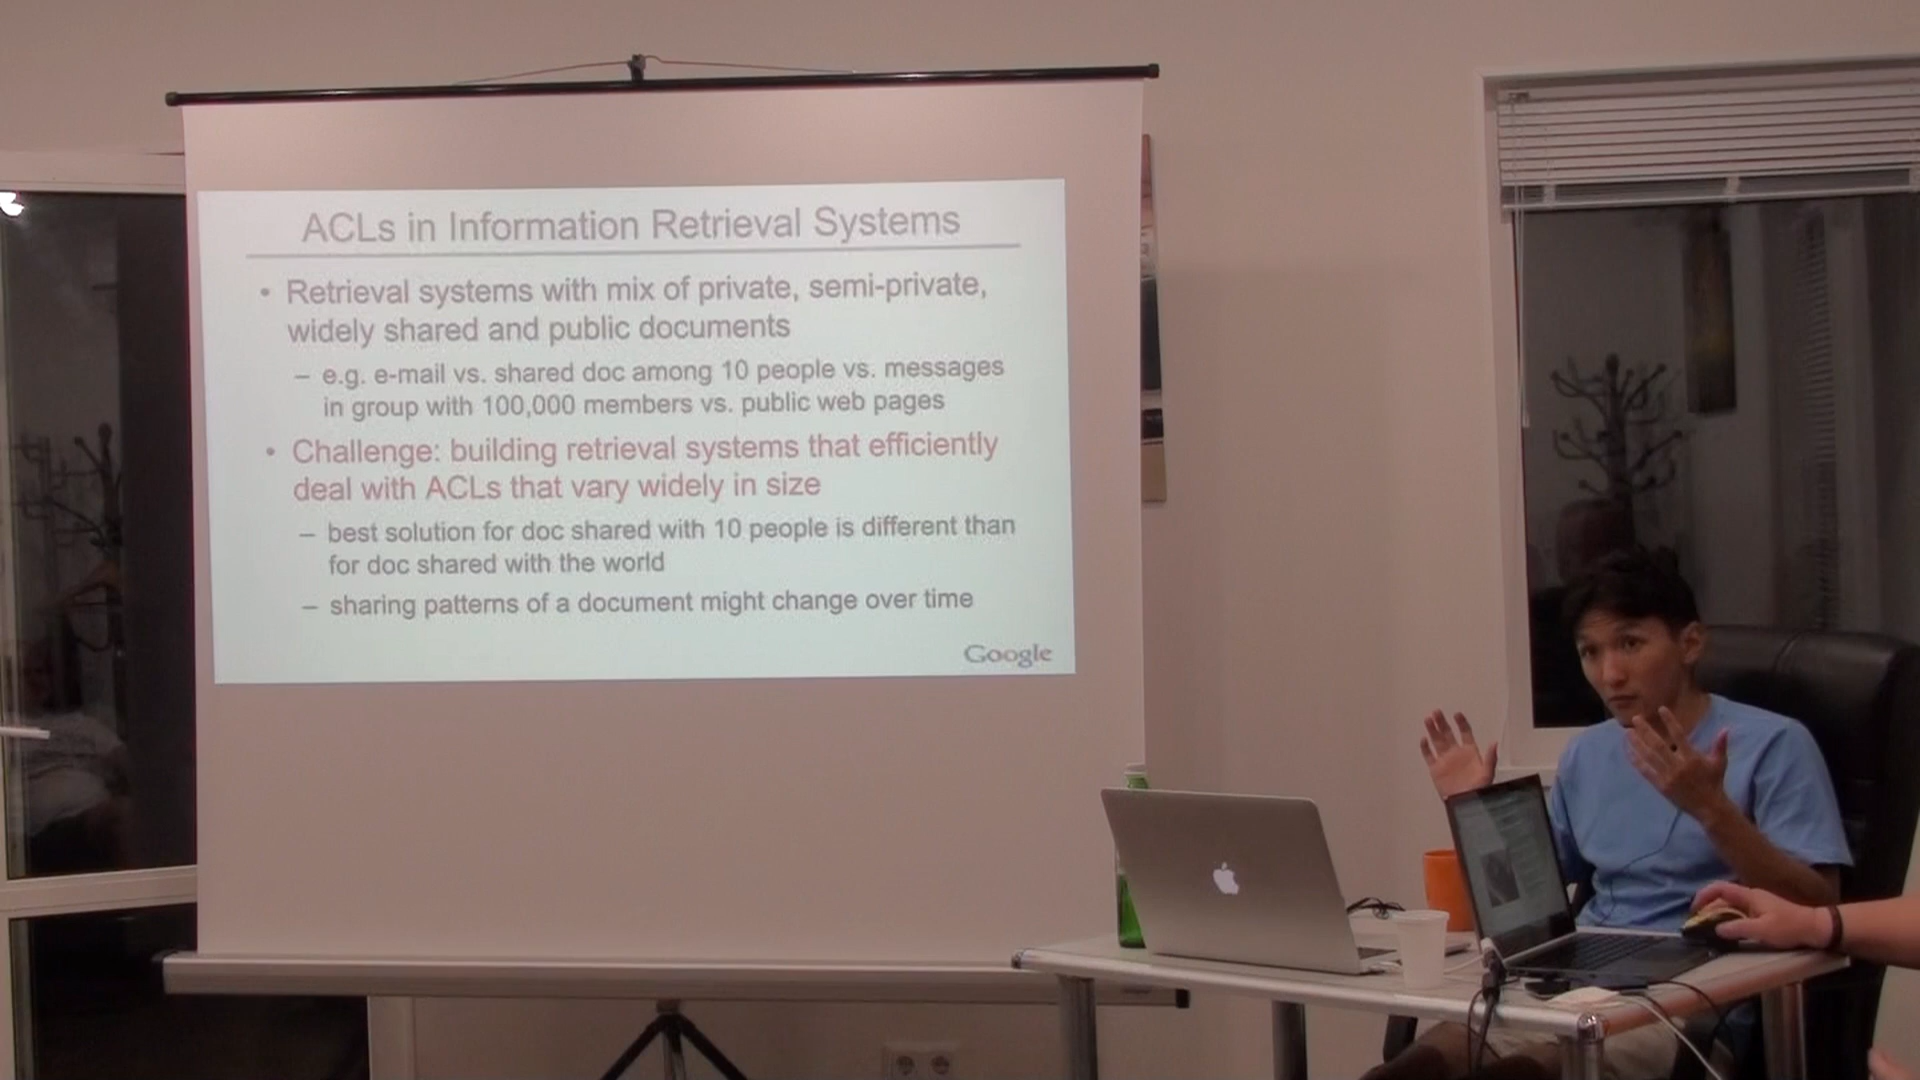 ACLs in Information Retrieval Systems
• Retrieval systems with mix of private, semi-private,
widely shared and public documents
– e.g. e-mail vs. shared doc among 10 people vs. messages
in group with 100,000 members vs. public web pages
• Challenge: building retrieval systems that efficiently
deal with ACLs that vary widely in size
– best solution for doc shared with 10 people is different than
for doc shared with the world
– sharing patterns of a document might change over time
Google